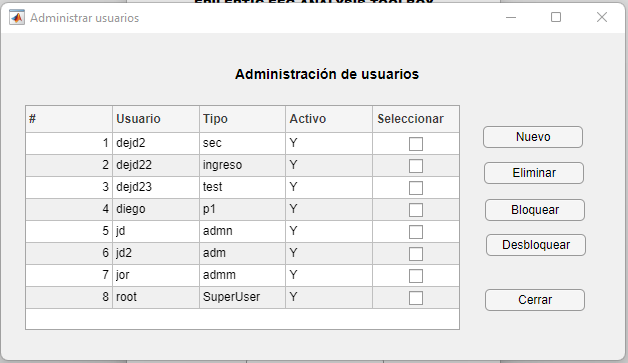 EPILEPTIC EEG ANALYSIS TOOLBOX
Administrar usuarios
Administración de usuarios
# Usuario Tipo Activo Seleccionar
1 dejd2 sec Y
2 dejd22 ingreso Y
3 dejd23 test Y
4 diego p1 Y
5 jd admn Y
6 jd2 adm Y
7 jor admm Y
8 root SuperUser Y
Nuevo
Eliminar
Bloquear
Desbloquear
Cerrar